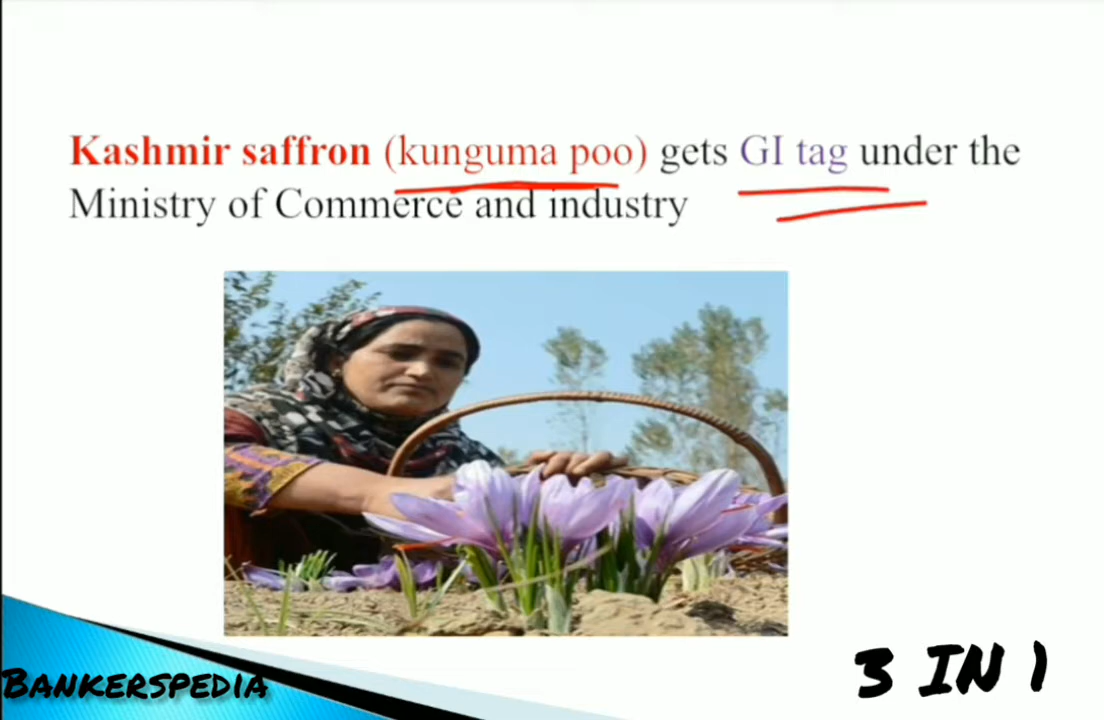 Kashmir saffron (kunguma poo) gets GI tag under the
Ministry of Commerce and industry
BANKERSPEDIA
3 IN 1